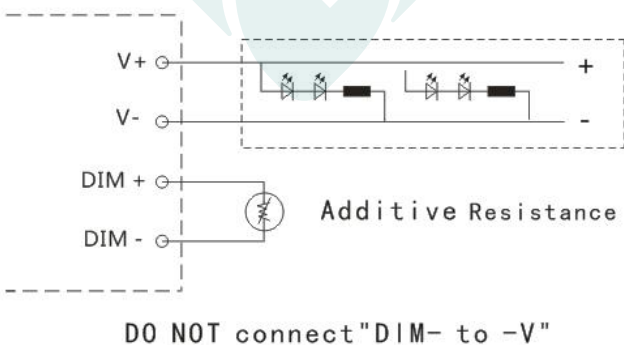 V+
+
V-
-
DIM +
Additive Resistance
DIM -
DO NOT connect"DIM- to -V"